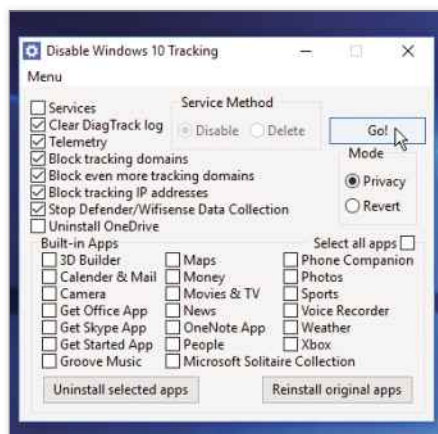 Disable Windows 10 Tracking
Menu
Services
Clear DiagTrack log
Telemetry
Block tracking domains
Block even more tracking domains
Block tracking IP addresses
Stop Defender/Wifisense Data Collection
Uninstall OneDrive
Service Method
Disable Delete
Go!
Mode
Privacy
Revert
Built-in Apps Select all apps
3D Builder Maps Phone Companion
Calender & Mail Money Photos
Camera Movies & TV Sports
Get Office App News Voice Recorder
Get Skype App OneNote App Weather
Get Started App People Xbox
Groove Music Microsoft Solitaire Collection
Uninstall selected apps Reinstall original apps